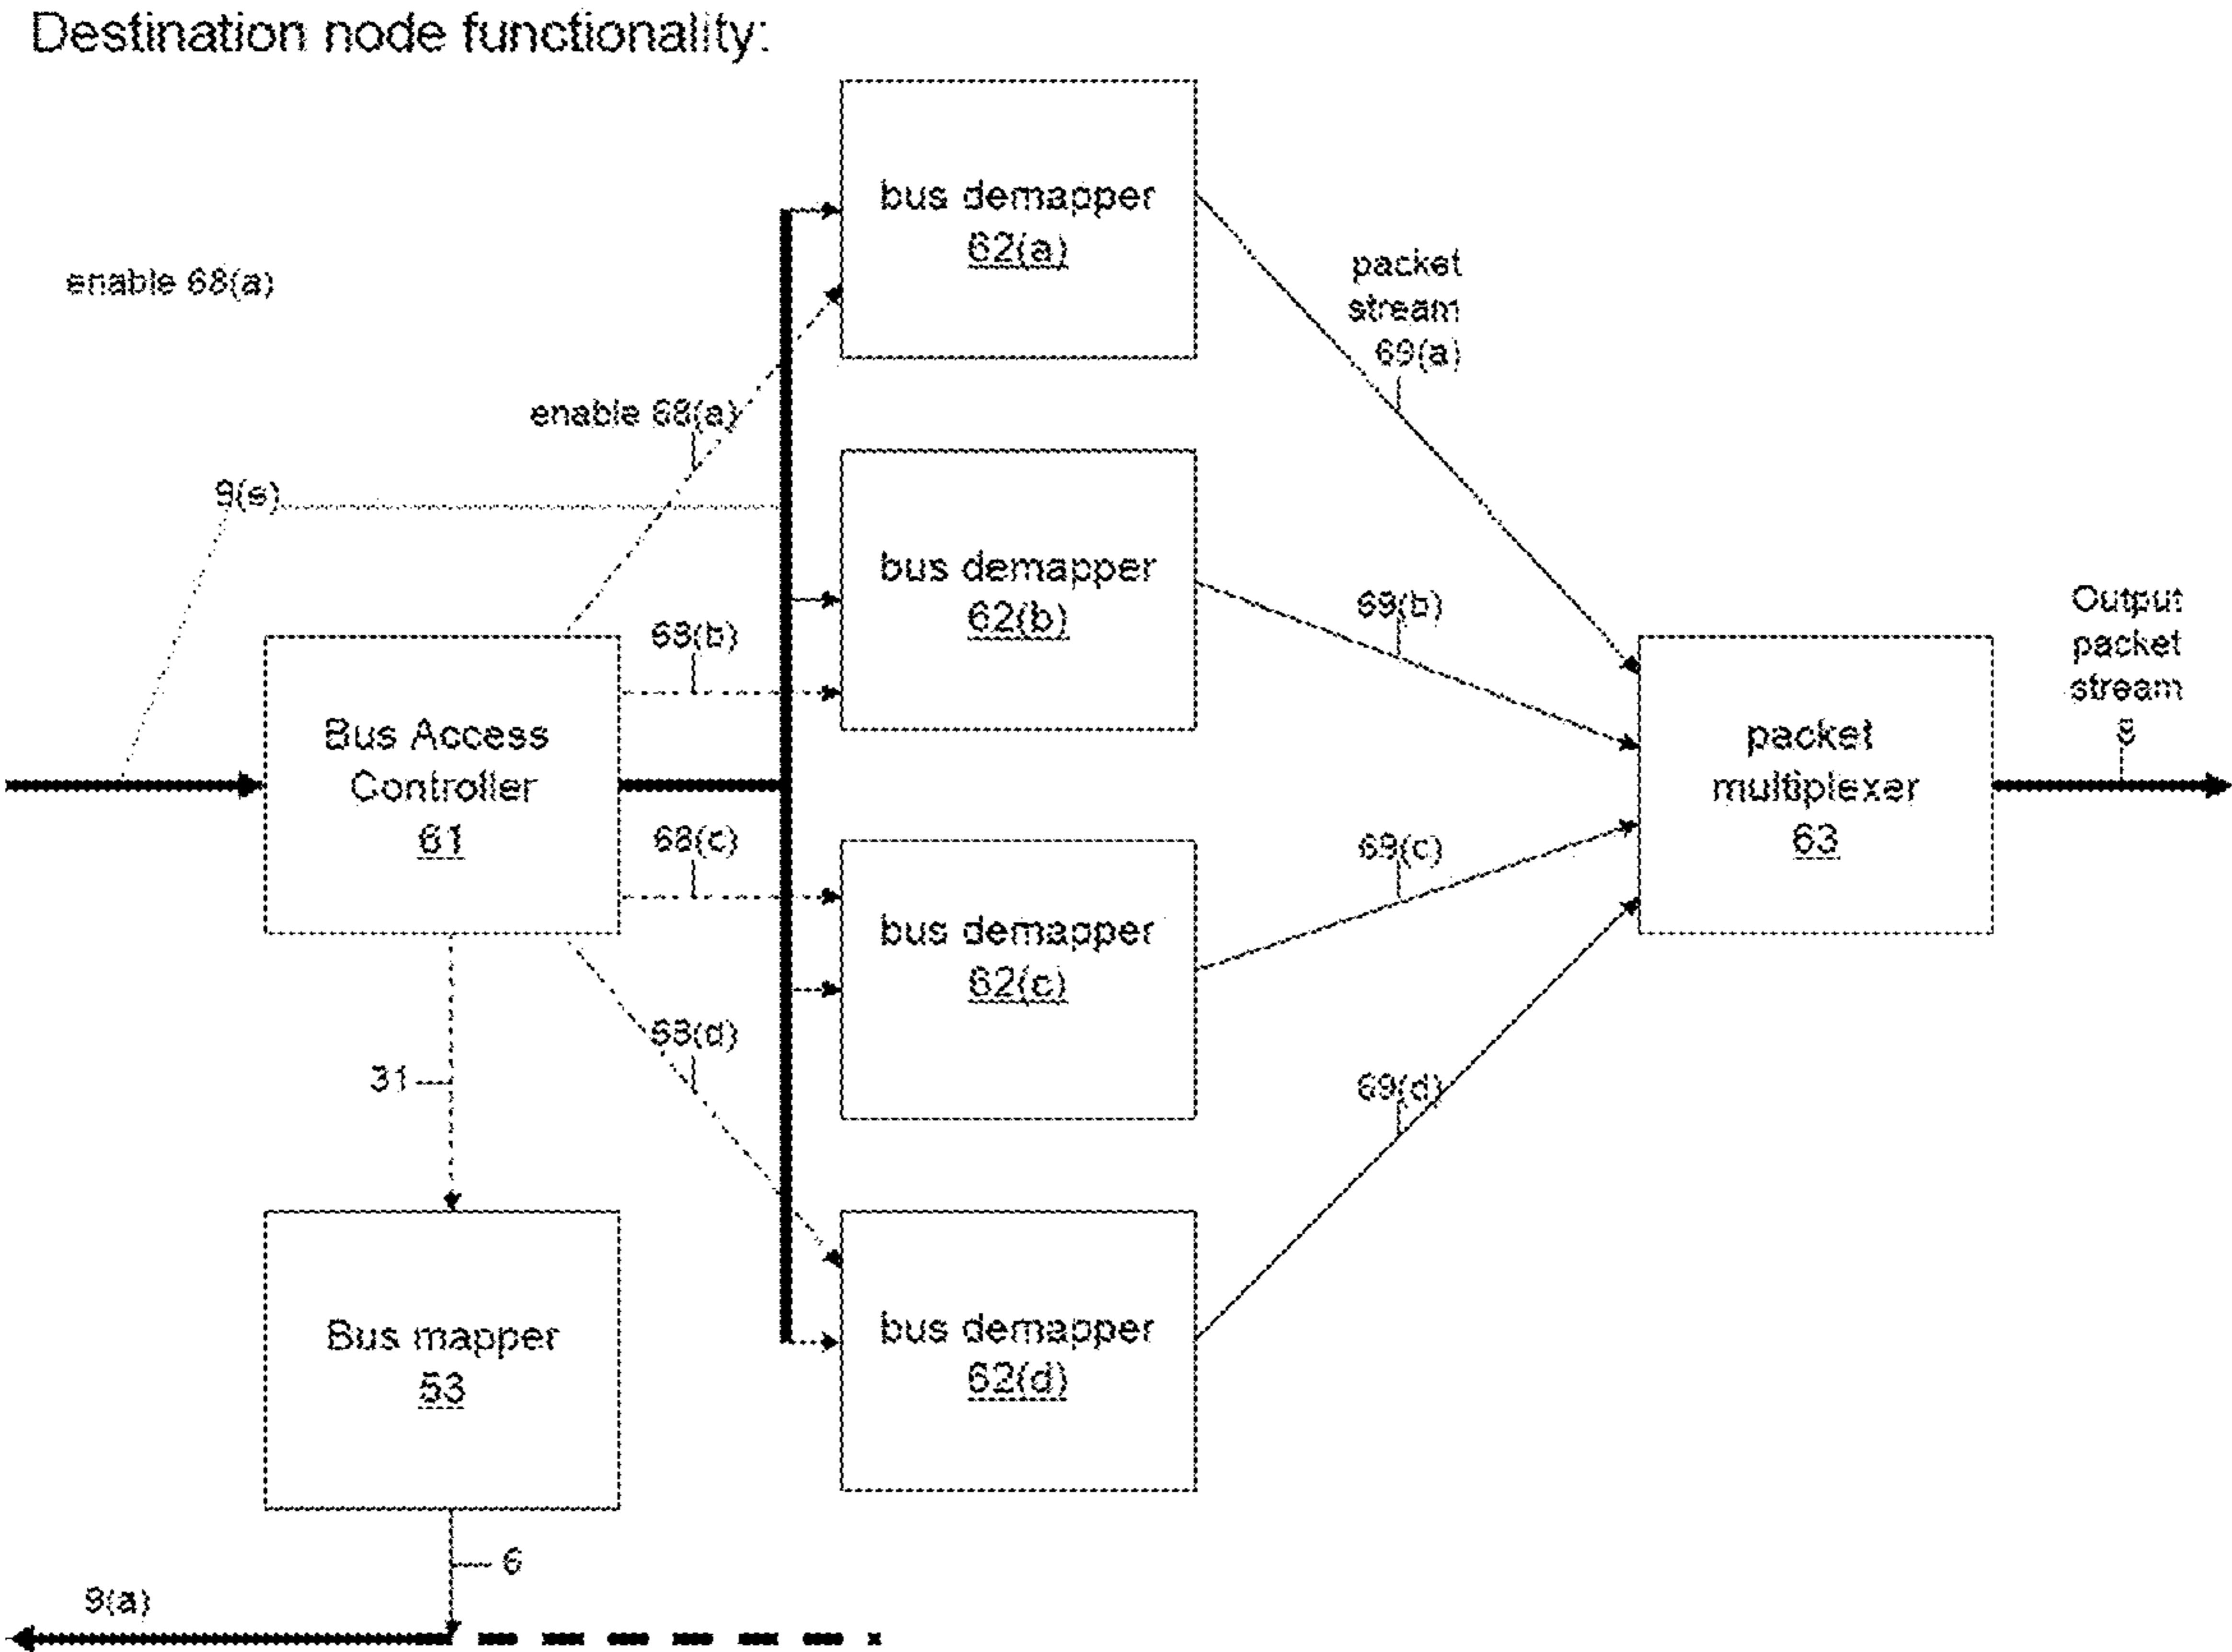 Destination node functionality:
bus demapper
62(a)
enable 68(a)
packet
stream
69(a)
enable 68(a)
9(e)
bus demapper
62(b)
68(b)
69(b)
Output
packet
stream
8
Bus Access
Controller
61
packet
multiplexer
63
68(c)
69(c)
bus demapper
62(c)
68(d)
31
69(d)
bus demapper
62(d)
Bus mapper
53
6
9(a)